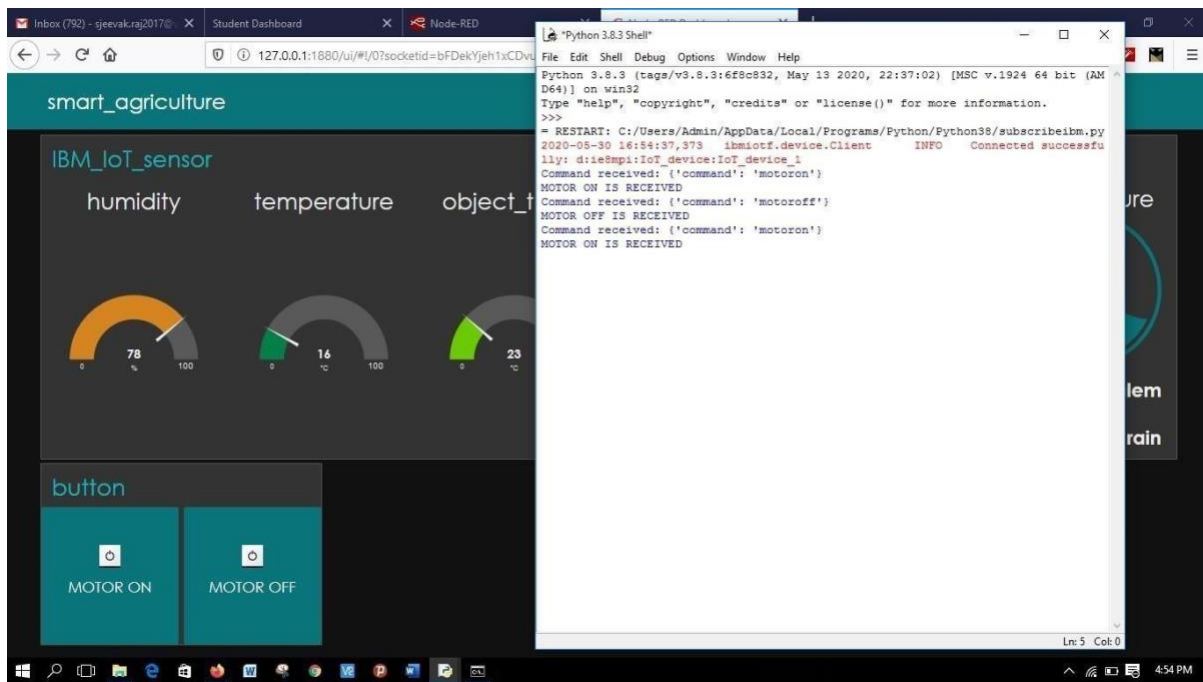 Inbox (792) - sjeevak.raj2017@
Student Dashboard
Node-RED
127.0.0.1:1880/ui/#!/0?socketid=bFDekYjeh1xCDvu
smart_agriculture
IBM_IoT_sensor
humidity
temperature
object_t
78
%
0
100
16
°C
0
100
23
°C
0
ure
lem
rain
button
MOTOR ON
MOTOR OFF
*Python 3.8.3 Shell*
File Edit Shell Debug Options Window Help
Python 3.8.3 (tags/v3.8.3:6f8c832, May 13 2020, 22:37:02) [MSC v.1924 64 bit (AM
D64)] on win32
Type "help", "copyright", "credits" or "license()" for more information.
>>>
= RESTART: C:/Users/Admin/AppData/Local/Programs/Python/Python38/subscribeibm.py
2020-05-30 16:54:37,373 ibmiotf.device.Client INFO Connected successfu
lly: d:ie8mpi:IoT_device:IoT_device_1
Command received: {'command': 'motoron'}
MOTOR ON IS RECEIVED
Command received: {'command': 'motoroff'}
MOTOR OFF IS RECEIVED
Command received: {'command': 'motoron'}
MOTOR ON IS RECEIVED
Ln: 5 Col: 0
4:54 PM